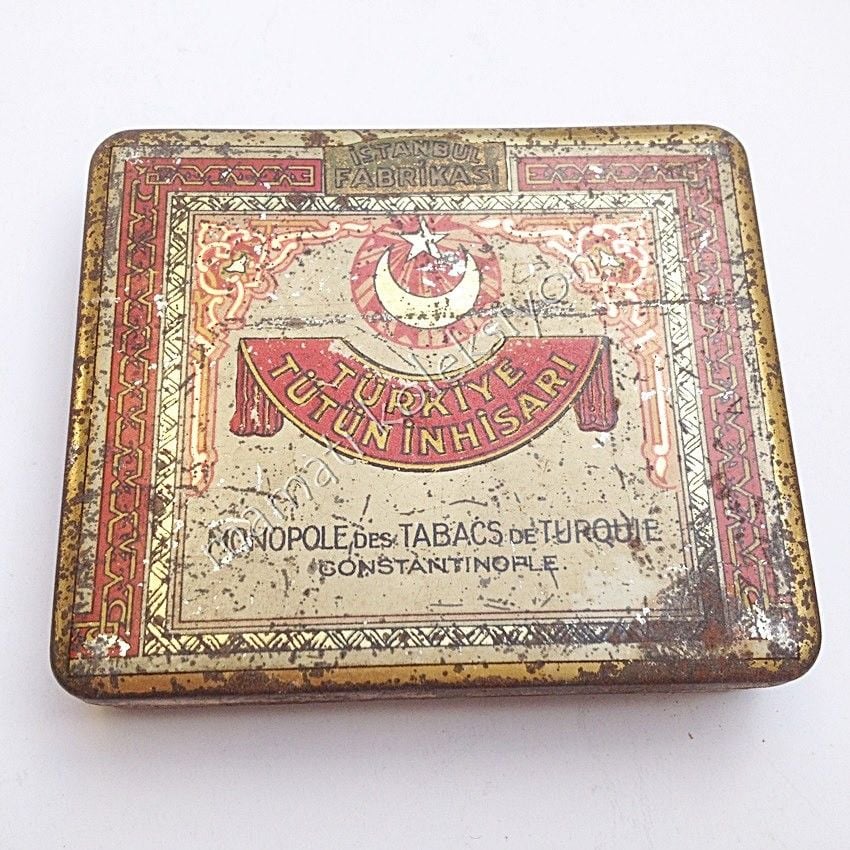 İSTANBUL
FABRİKASI
TÜRKİYE
TÜTÜN İNHİSARI
MONOPOLE DES TABACS DE TURQUIE
CONSTANTINOPLE.